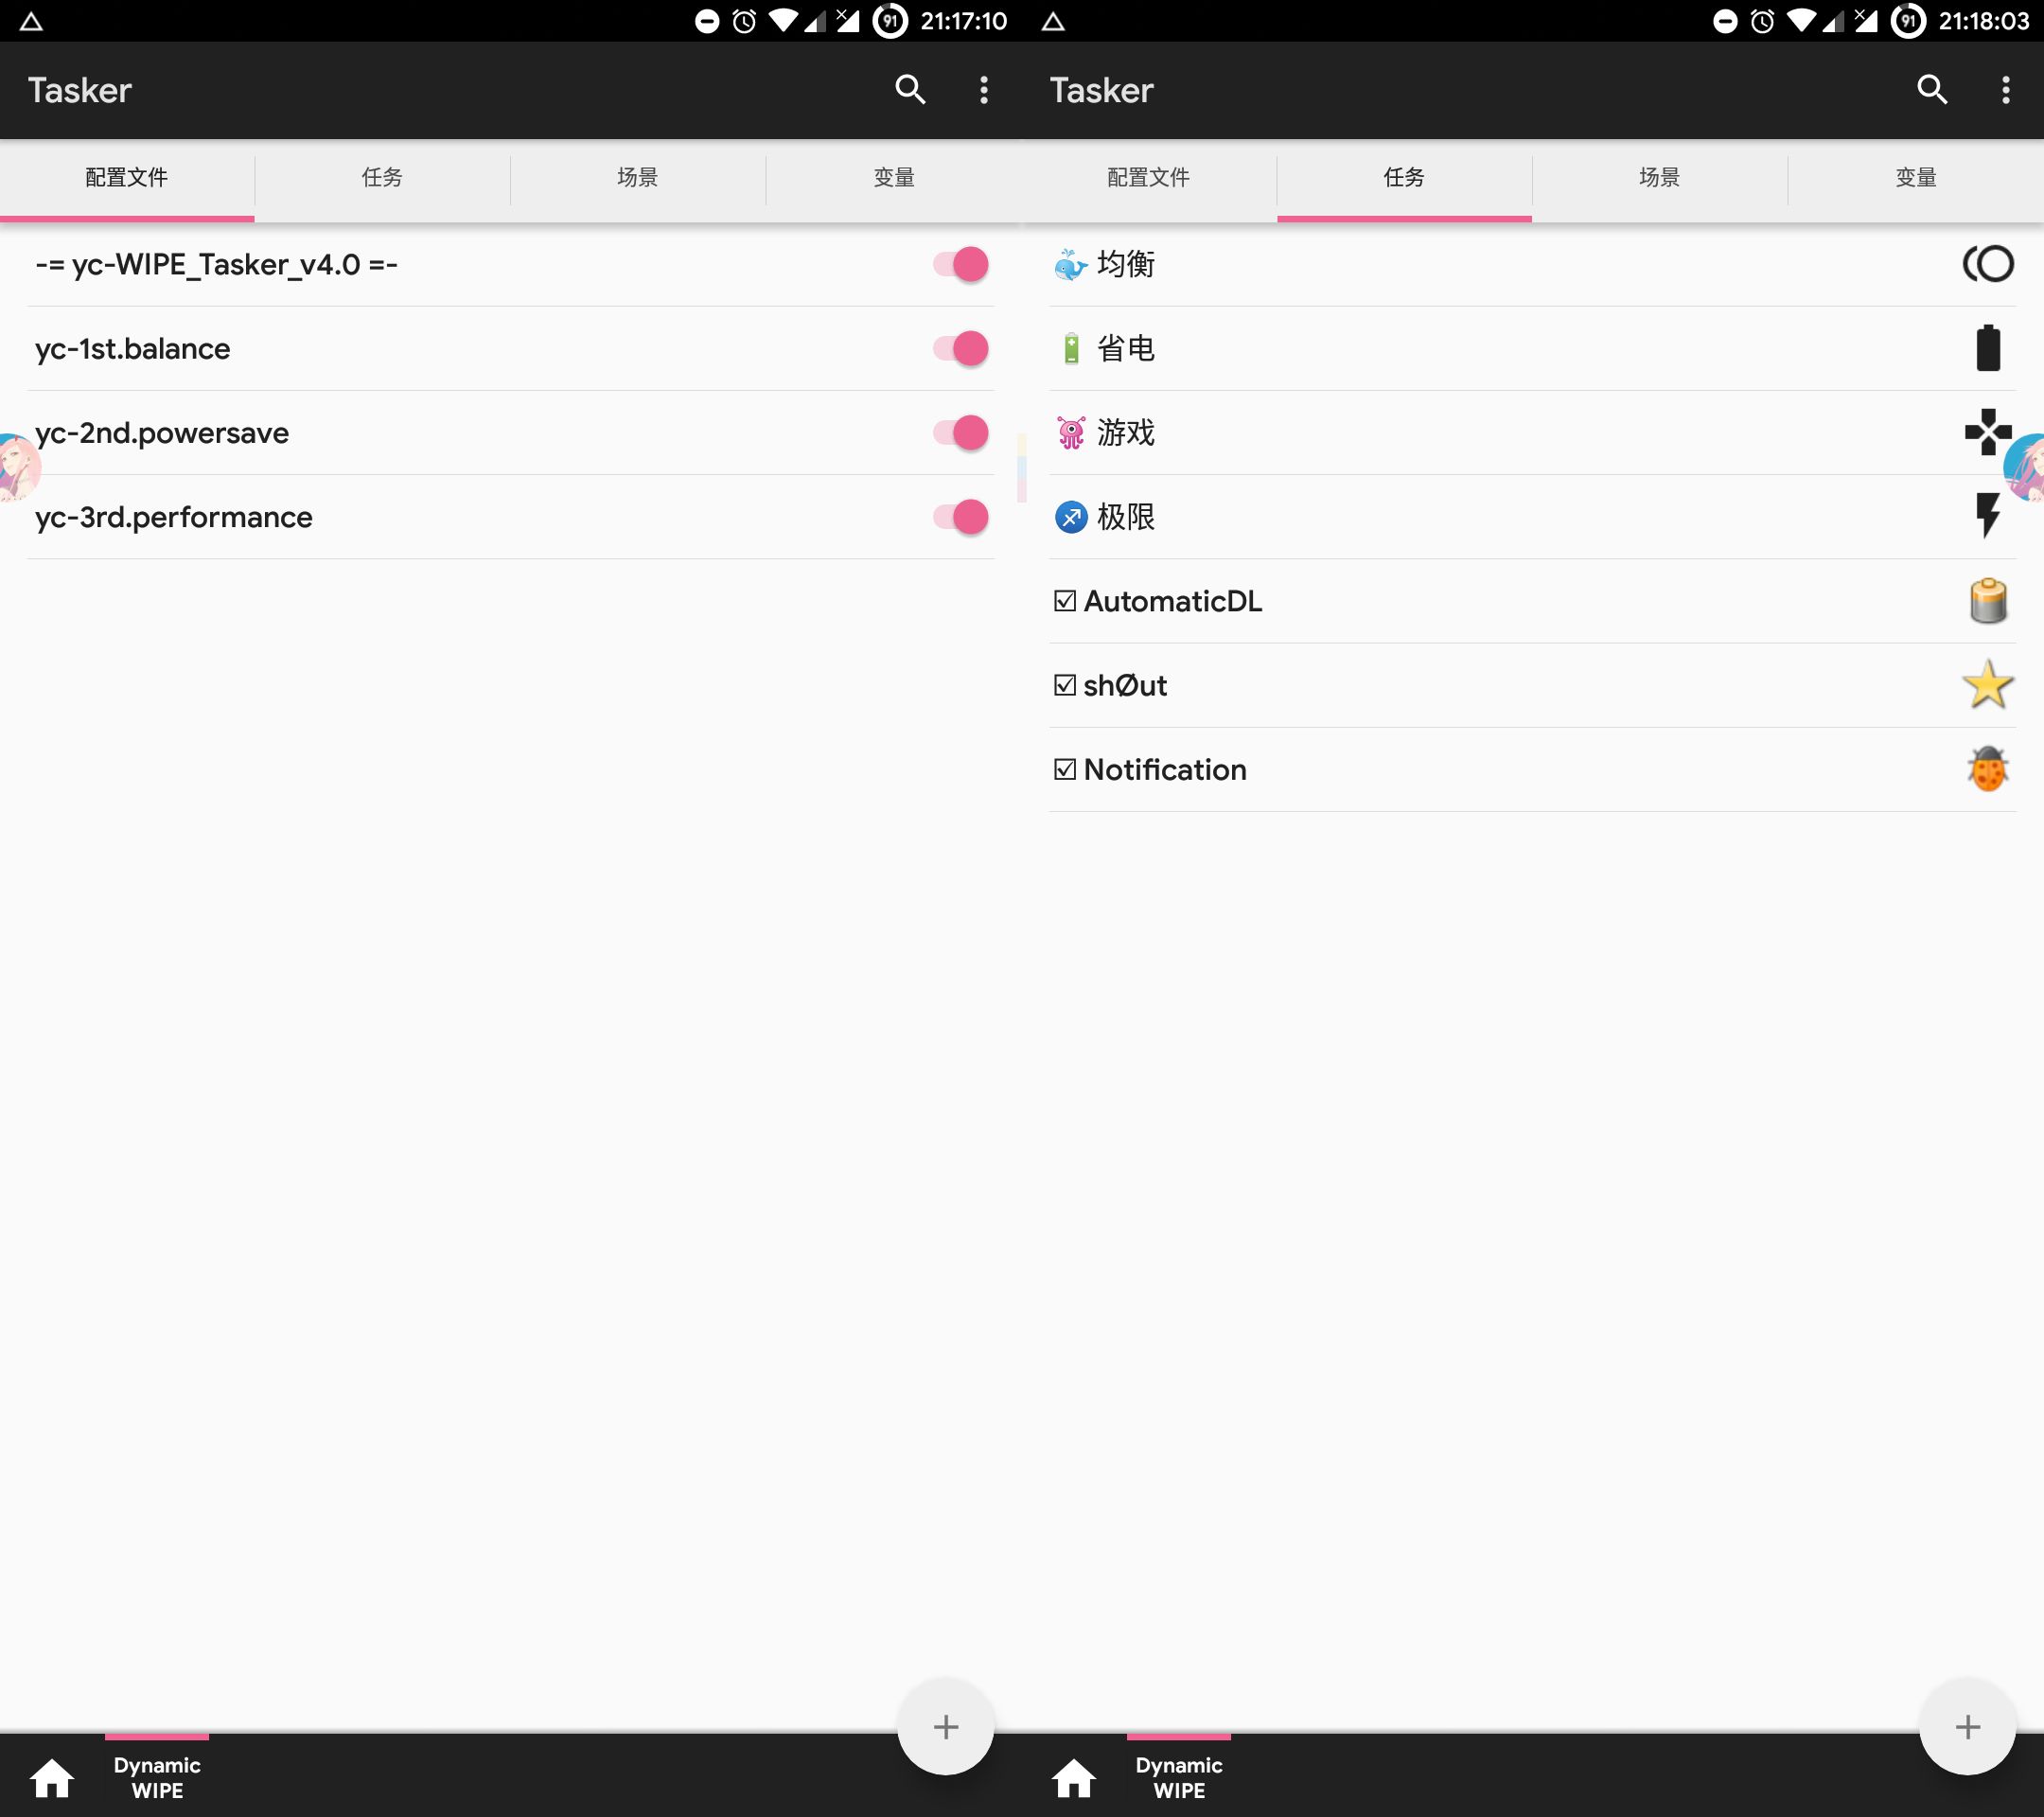 91 21:17:10
Tasker
配置文件 任务 场景 变量
-= yc-WIPE_Tasker_v4.0 =-
yc-1st.balance
yc-2nd.powersave
yc-3rd.performance
Dynamic
WIPE
91 21:18:03
Tasker
配置文件 任务 场景 变量
🐳 均衡
🔋 省电
👾 游戏
♐ 极限
☑ AutomaticDL
☑ shØut
☑ Notification
Dynamic
WIPE